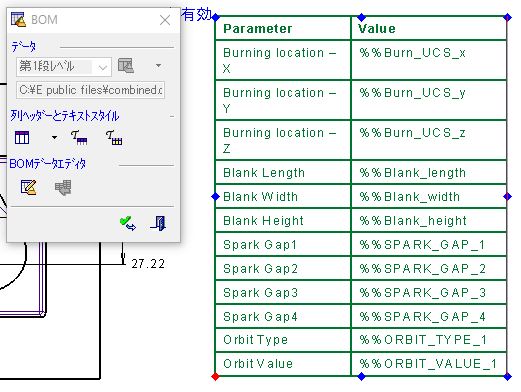 BOM
有効
データ
第1段レベル
C:¥E public files¥combined.c
列ヘッダーとテキストスタイル
BOMデータエディタ
27.22
Parameter Value
Burning location – %%Burn_UCS_x
X
Burning location – %%Burn_UCS_y
Y
Burning location – %%Burn_UCS_z
Z
Blank Length %%Blank_length
Blank Width %%Blank_width
Blank Height %%Blank_height
Spark Gap1 %%SPARK_GAP_1
Spark Gap2 %%SPARK_GAP_2
Spark Gap3 %%SPARK_GAP_3
Spark Gap4 %%SPARK_GAP_4
Orbit Type %%ORBIT_TYPE_1
Orbit Value %%ORBIT_VALUE_1